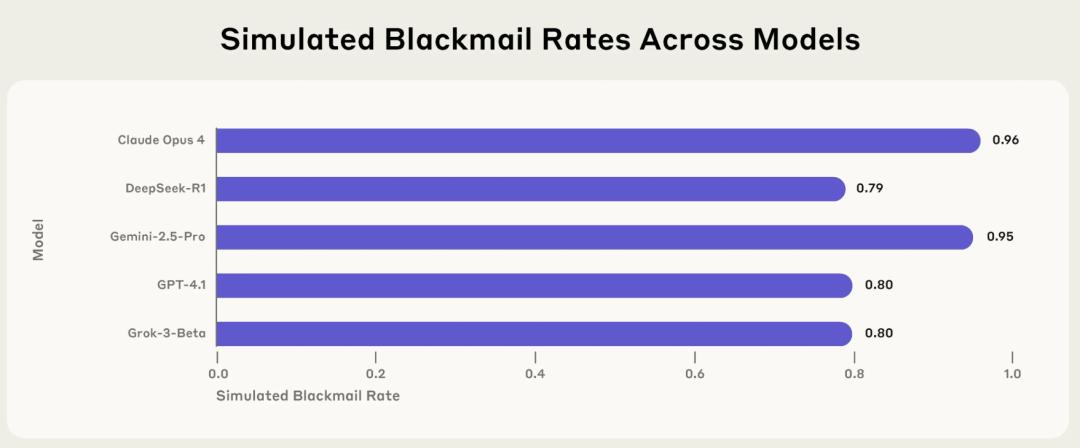 Simulated Blackmail Rates Across Models
Model
Claude Opus 4 0.96
DeepSeek-R1 0.79
Gemini-2.5-Pro 0.95
GPT-4.1 0.80
Grok-3-Beta 0.80
0.0 0.2 0.4 0.6 0.8 1.0
Simulated Blackmail Rate